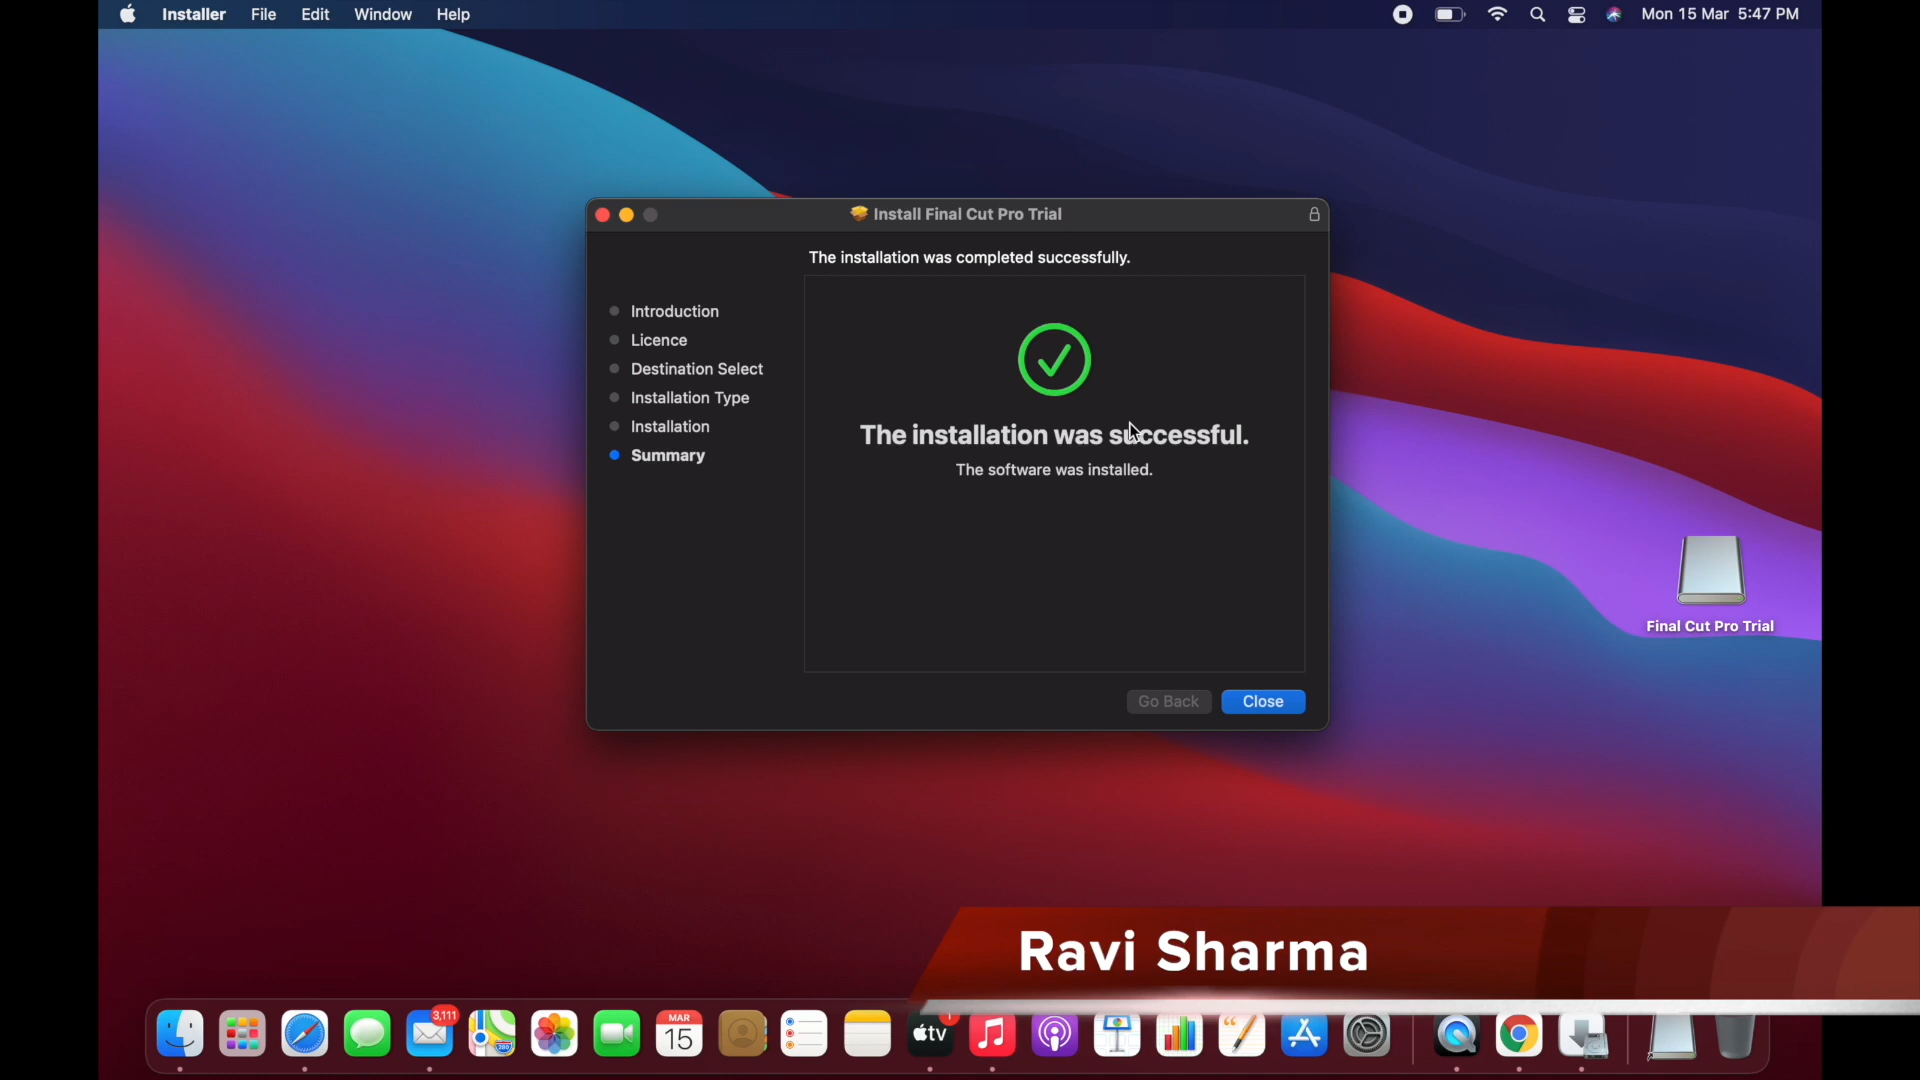 Installer File Edit Window Help
Mon 15 Mar 5:47 PM
Install Final Cut Pro Trial
The installation was completed successfully.
Introduction
Licence
Destination Select
Installation Type
Installation
Summary
The installation was successful.
The software was installed.
Go Back
Close
Final Cut Pro Trial
Ravi Sharma
3,111
MAR
15
tv
1
280